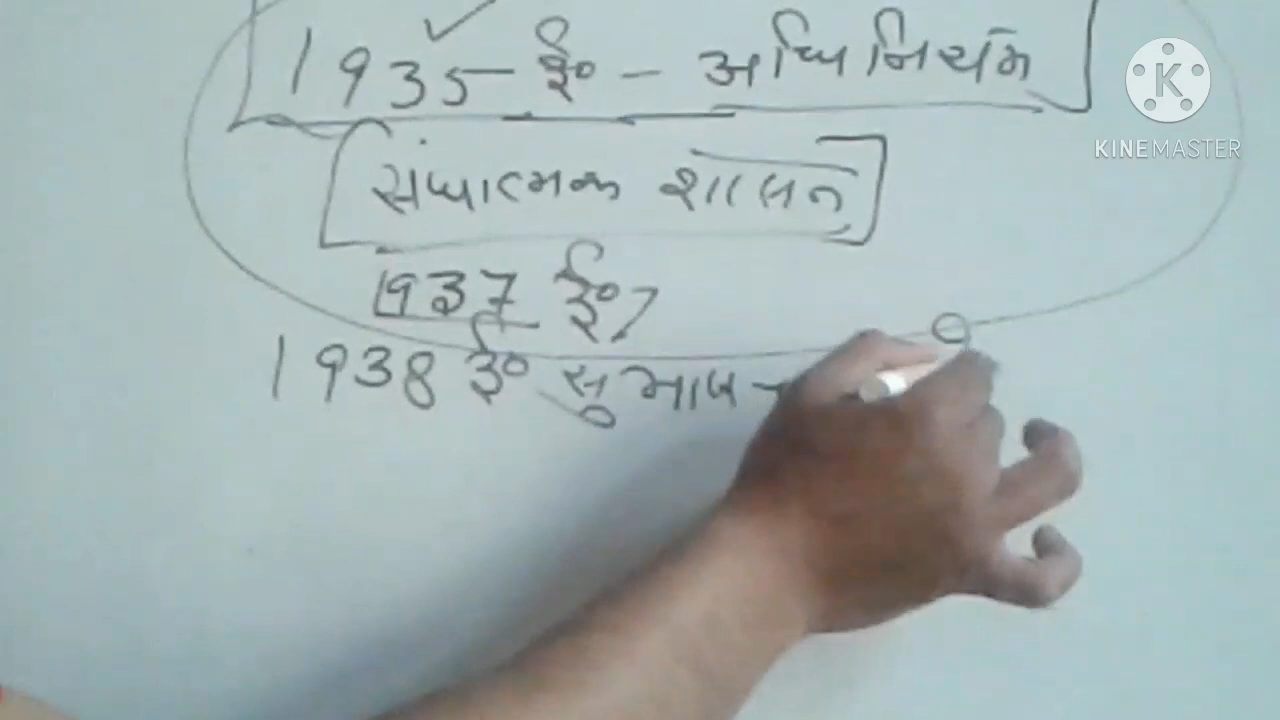 1935 - ई० - अधिनियम
संघात्मक शासन
1937 ई०
1938 ई० सुभाष
K
KINEMASTER